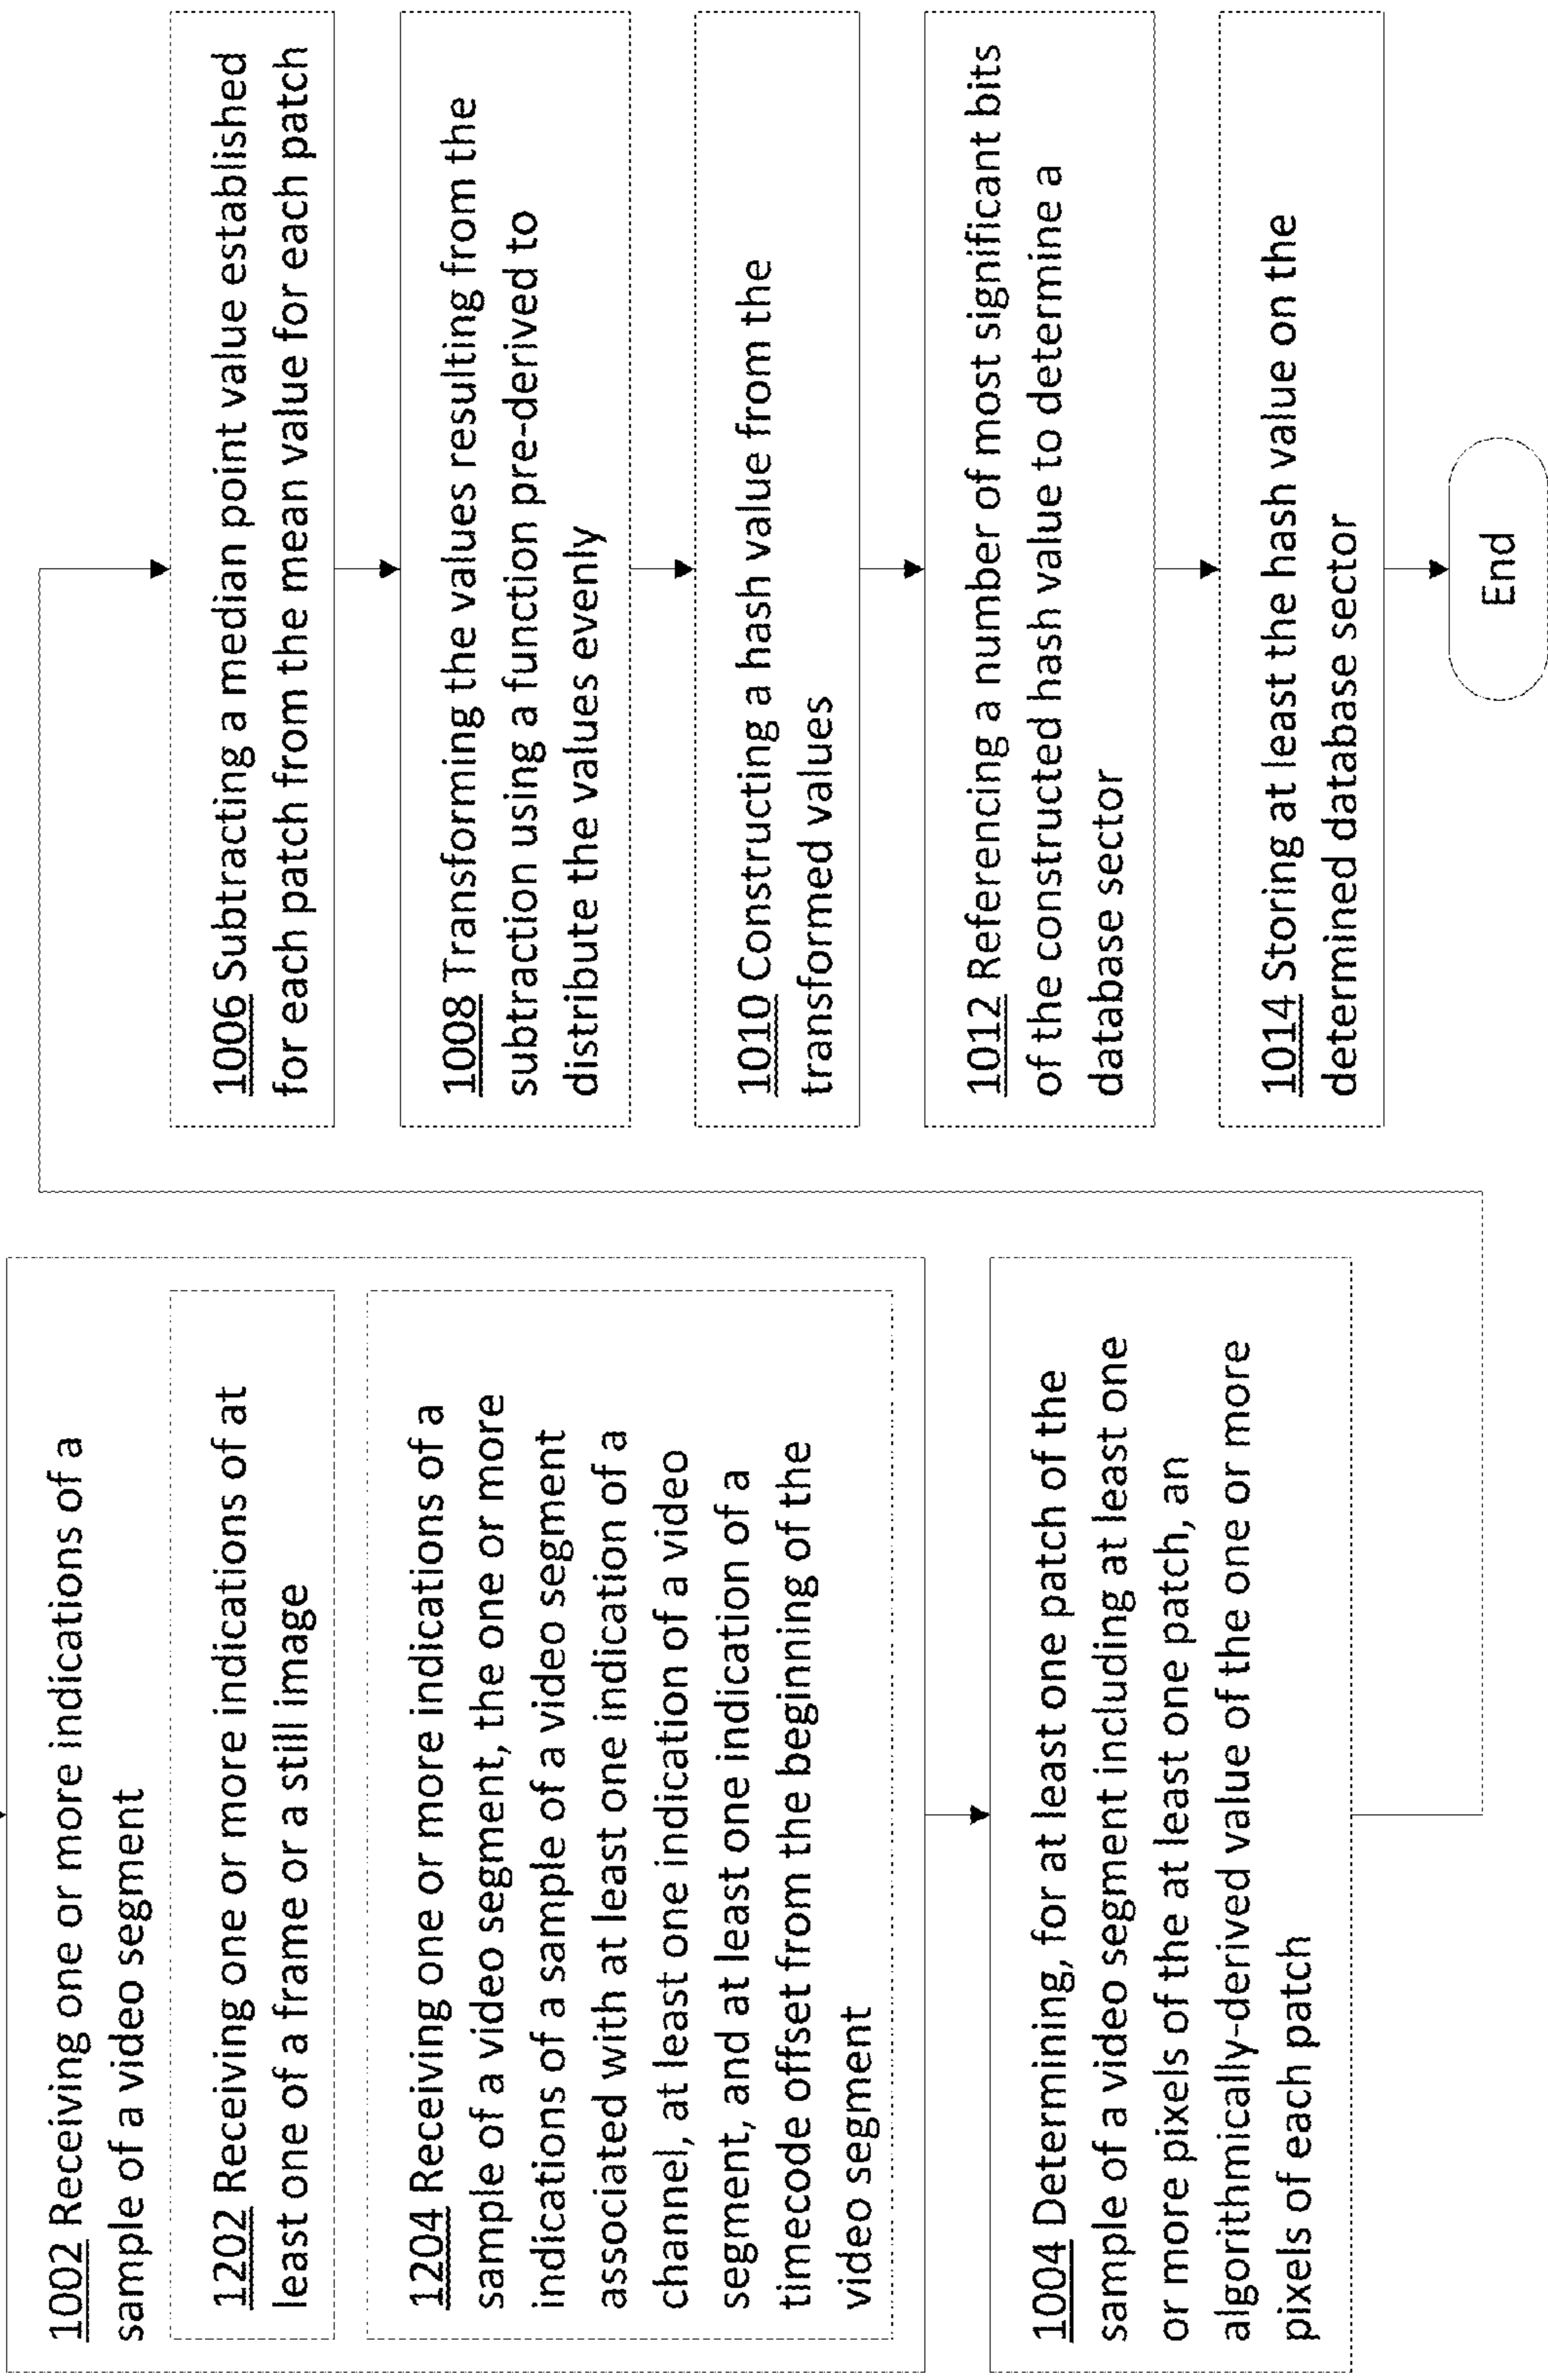 1002 Receiving one or more indications of a
sample of a video segment
1202 Receiving one or more indications of at
least one of a frame or a still image
1204 Receiving one or more indications of a
sample of a video segment, the one or more
indications of a sample of a video segment
associated with at least one indication of a
channel, at least one indication of a video
segment, and at least one indication of a
timecode offset from the beginning of the
video segment
1004 Determining, for at least one patch of the
sample of a video segment including at least one
or more pixels of the at least one patch, an
algorithmically-derived value of the one or more
pixels of each patch
1006 Subtracting a median point value established
for each patch from the mean value for each patch
1008 Transforming the values resulting from the
subtraction using a function pre-derived to
distribute the values evenly
1010 Constructing a hash value from the
transformed values
1012 Referencing a number of most significant bits
of the constructed hash value to determine a
database sector
1014 Storing at least the hash value on the
determined database sector
End